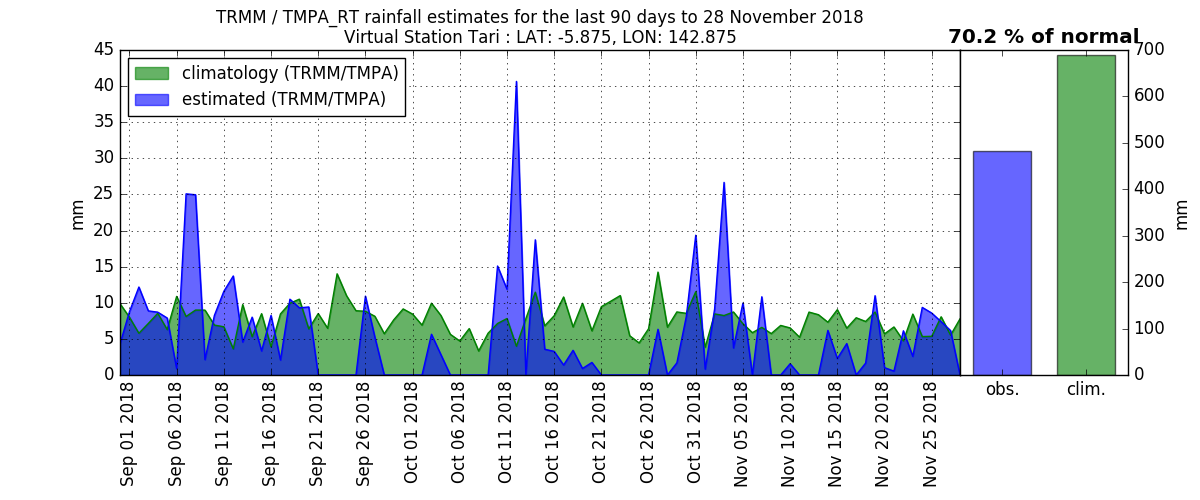 TRMM / TMPA_RT rainfall estimates for the last 90 days to 28 November 2018
Virtual Station Tari : LAT: -5.875, LON: 142.875
70.2 % of normal
climatology (TRMM/TMPA)
estimated (TRMM/TMPA)
mm
45
40
35
30
25
20
15
10
5
0
Sep 01 2018
Sep 06 2018
Sep 11 2018
Sep 16 2018
Sep 21 2018
Sep 26 2018
Oct 01 2018
Oct 06 2018
Oct 11 2018
Oct 16 2018
Oct 21 2018
Oct 26 2018
Oct 31 2018
Nov 05 2018
Nov 10 2018
Nov 15 2018
Nov 20 2018
Nov 25 2018
obs.
clim.
700
600
500
400
300
200
100
0
mm